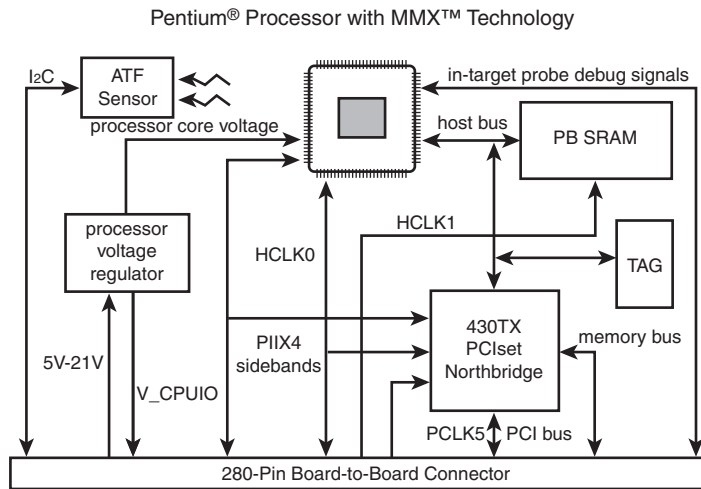 Pentium® Processor with MMX™ Technology
I2C
ATF
Sensor
in-target probe debug signals
processor core voltage
host bus
PB SRAM
processor
voltage
regulator
HCLK0
HCLK1
TAG
5V-21V
V_CPUIO
PIIX4
sidebands
430TX
PCIset
Northbridge
memory bus
PCLK5
PCI bus
280-Pin Board-to-Board Connector